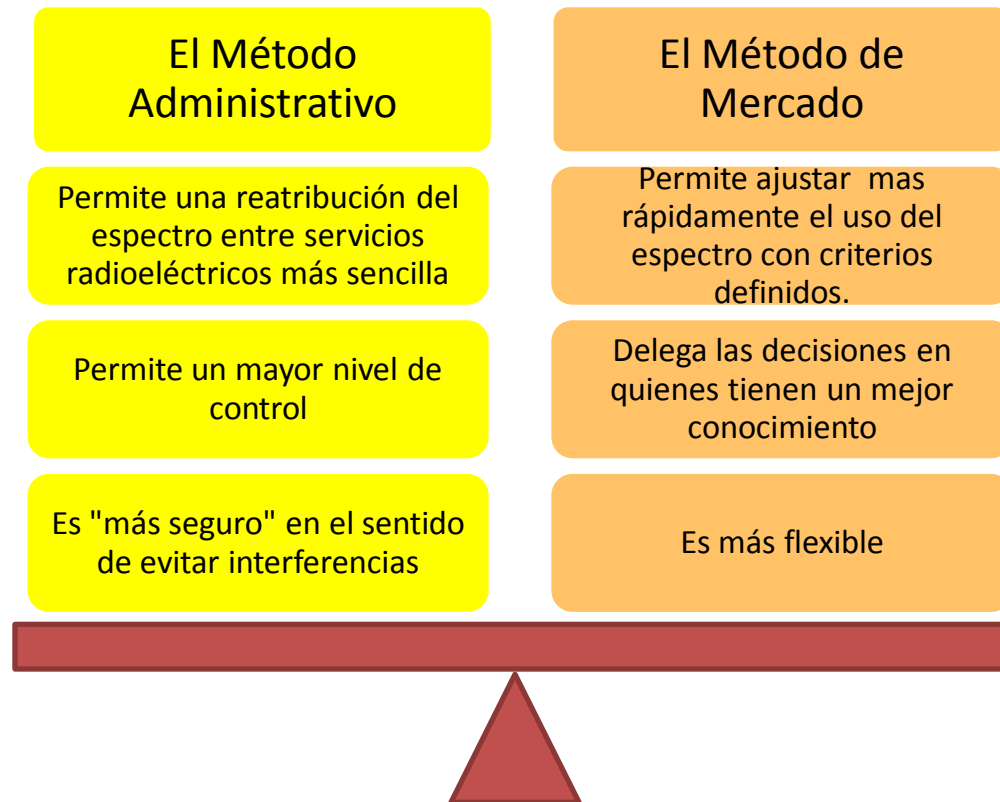 El Método
Administrativo
Permite una reatribución del
espectro entre servicios
radioeléctricos más sencilla
Permite un mayor nivel de
control
Es "más seguro" en el sentido
de evitar interferencias
El Método de
Mercado
Permite ajustar  mas
rápidamente el uso del
espectro con criterios
definidos.
Delega las decisiones en
quienes tienen un mejor
conocimiento
Es más flexible